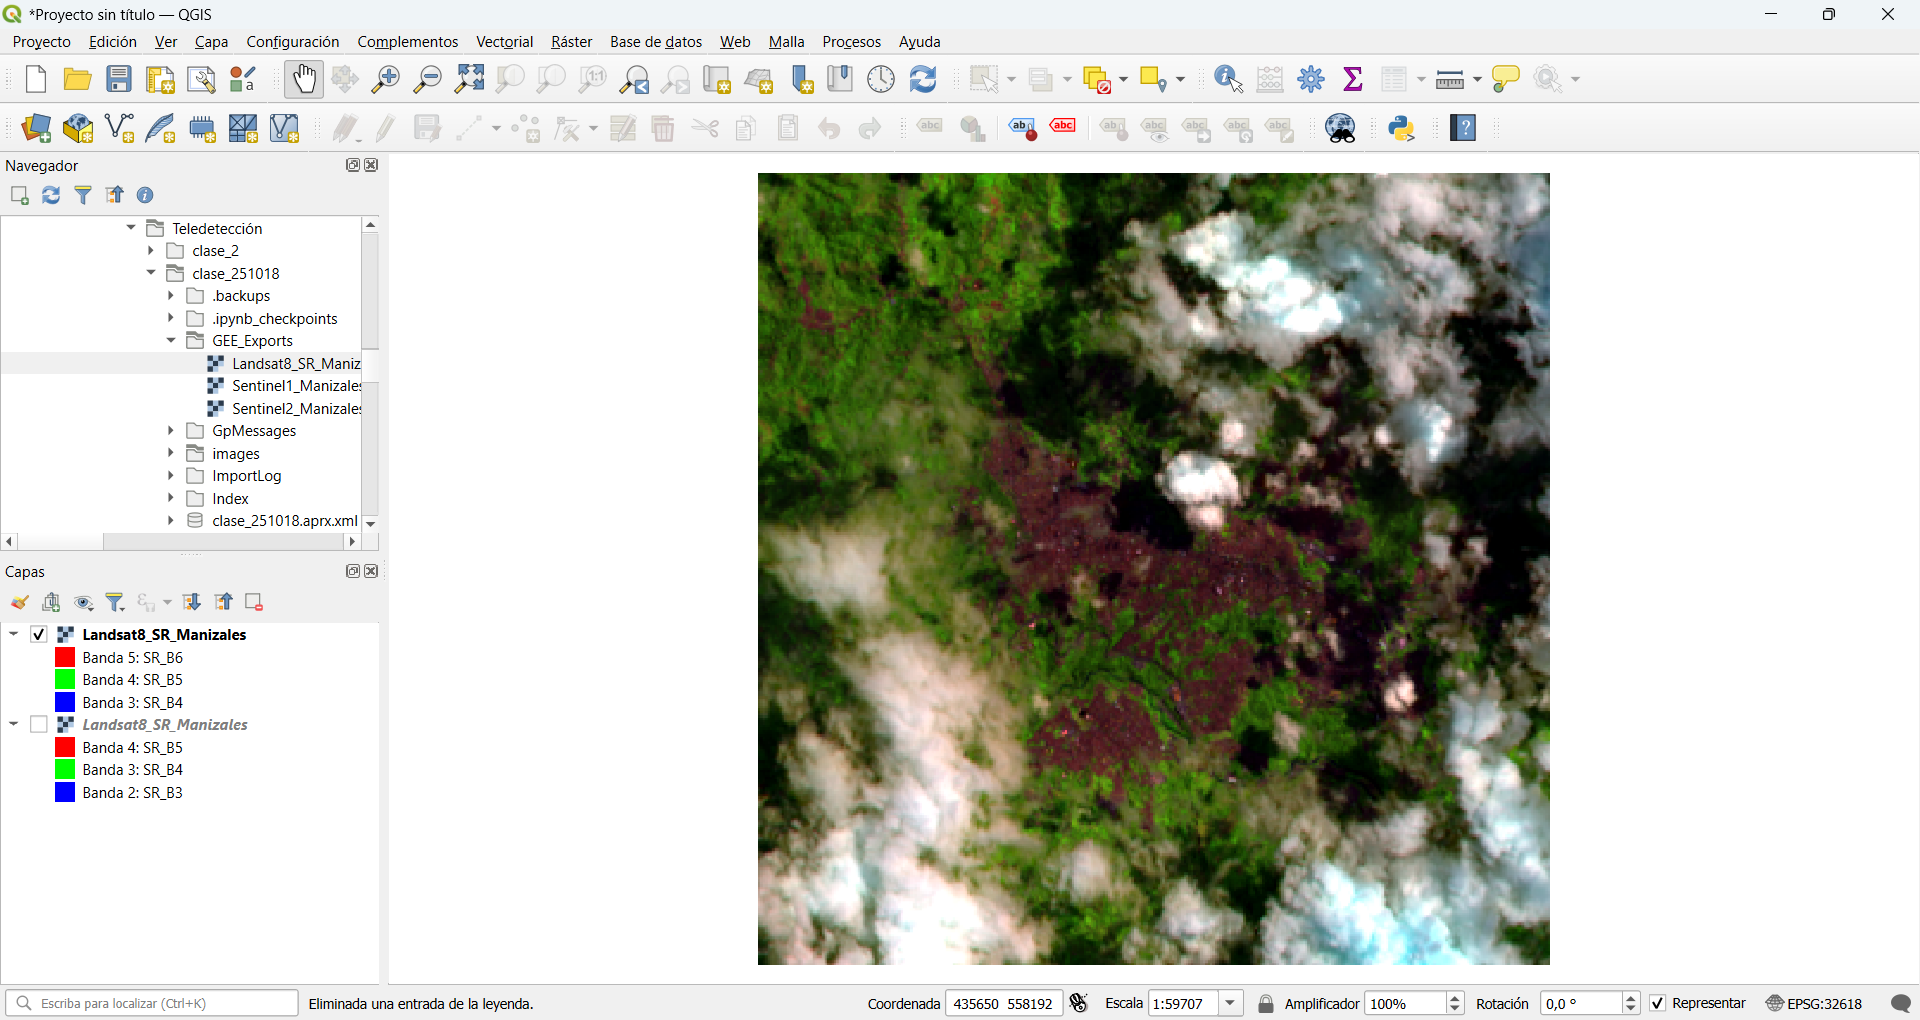 *Proyecto sin título — QGIS
Proyecto Edición Ver Capa Configuración Complementos Vectorial Ráster Base de datos Web Malla Procesos Ayuda
Navegador
Teledetección
clase_2
clase_251018
.backups
.ipynb_checkpoints
GEE_Exports
Landsat8_SR_Maniz
Sentinel1_Manizales
Sentinel2_Manizales
GpMessages
images
ImportLog
Index
clase_251018.aprx.xml
Capas
Landsat8_SR_Manizales
Banda 5: SR_B6
Banda 4: SR_B5
Banda 3: SR_B4
Landsat8_SR_Manizales
Banda 4: SR_B5
Banda 3: SR_B4
Banda 2: SR_B3
Escriba para localizar (Ctrl+K) Eliminada una entrada de la leyenda. Coordenada 435650 558192 Escala 1:59707 Amplificador 100% Rotación 0,0 ° Representar EPSG:32618